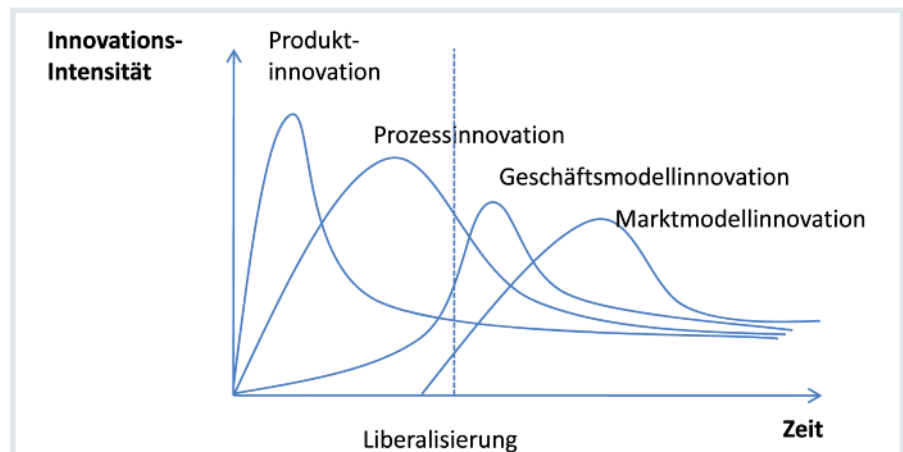 Innovations-
Intensität
Produkt-
innovation
Prozessinnovation
Geschäftsmodellinnovation
Marktmodellinnovation
Zeit
Liberalisierung